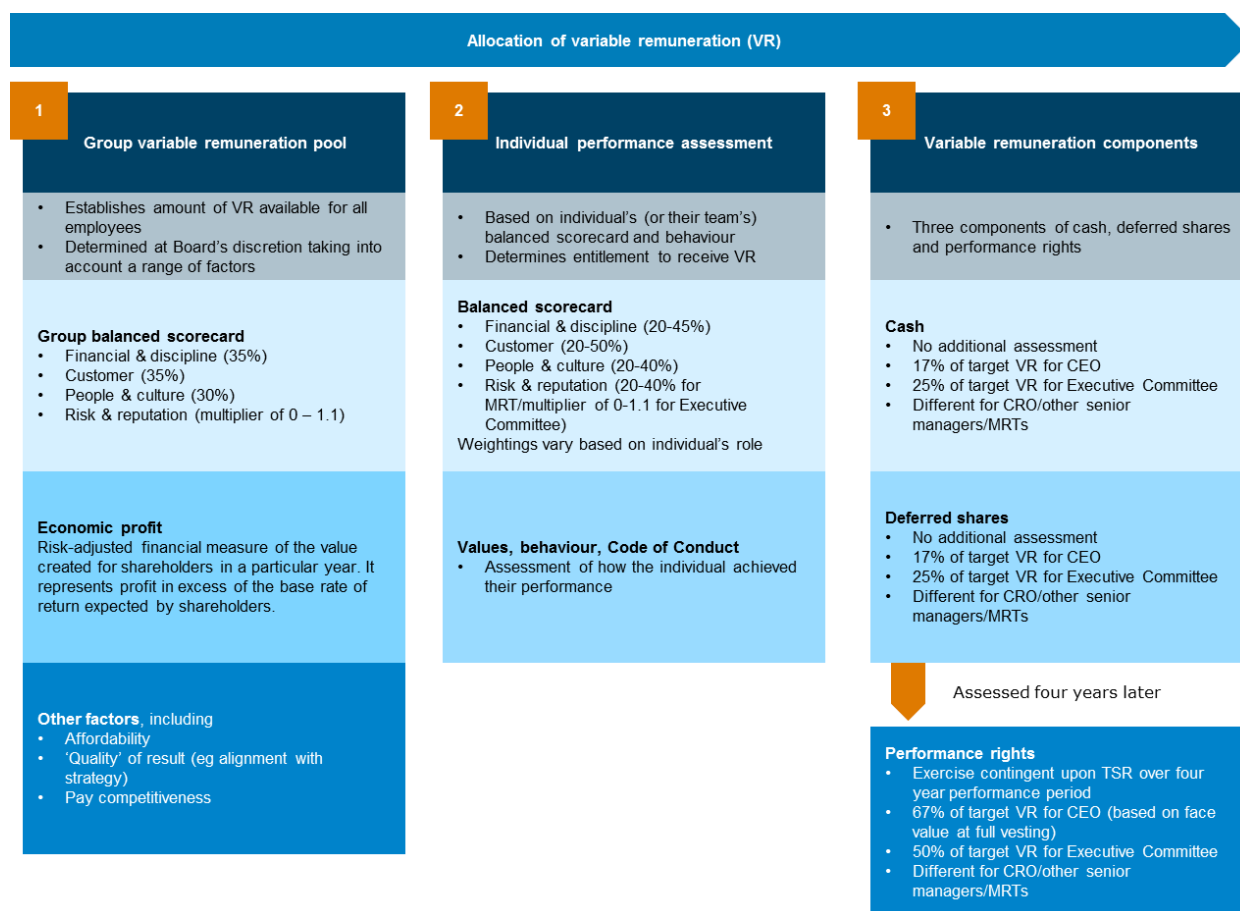 Allocation of variable remuneration (VR)
1
Group variable remuneration pool
• Establishes amount of VR available for all
employees
• Determined at Board's discretion taking into
account a range of factors
Group balanced scorecard
• Financial & discipline (35%)
• Customer (35%)
• People & culture (30%)
• Risk & reputation (multiplier of 0 – 1.1)
Economic profit
Risk-adjusted financial measure of the value
created for shareholders in a particular year. It
represents profit in excess of the base rate of
return expected by shareholders.
Other factors, including
• Affordability
• 'Quality' of result (eg alignment with
strategy)
• Pay competitiveness
2
Individual performance assessment
• Based on individual's (or their team's)
balanced scorecard and behaviour
• Determines entitlement to receive VR
Balanced scorecard
• Financial & discipline (20-45%)
• Customer (20-50%)
• People & culture (20-40%)
• Risk & reputation (20-40% for
MRT/multiplier of 0-1.1 for Executive
Committee)
Weightings vary based on individual's role
Values, behaviour, Code of Conduct
• Assessment of how the individual achieved
their performance
3
Variable remuneration components
• Three components of cash, deferred shares
and performance rights
Cash
• No additional assessment
• 17% of target VR for CEO
• 25% of target VR for Executive Committee
• Different for CRO/other senior
managers/MRTs
Deferred shares
• No additional assessment
• 17% of target VR for CEO
• 25% of target VR for Executive Committee
• Different for CRO/other senior
managers/MRTs
Assessed four years later
Performance rights
• Exercise contingent upon TSR over four
year performance period
• 67% of target VR for CEO (based on face
value at full vesting)
• 50% of target VR for Executive Committee
• Different for CRO/other senior
managers/MRTs